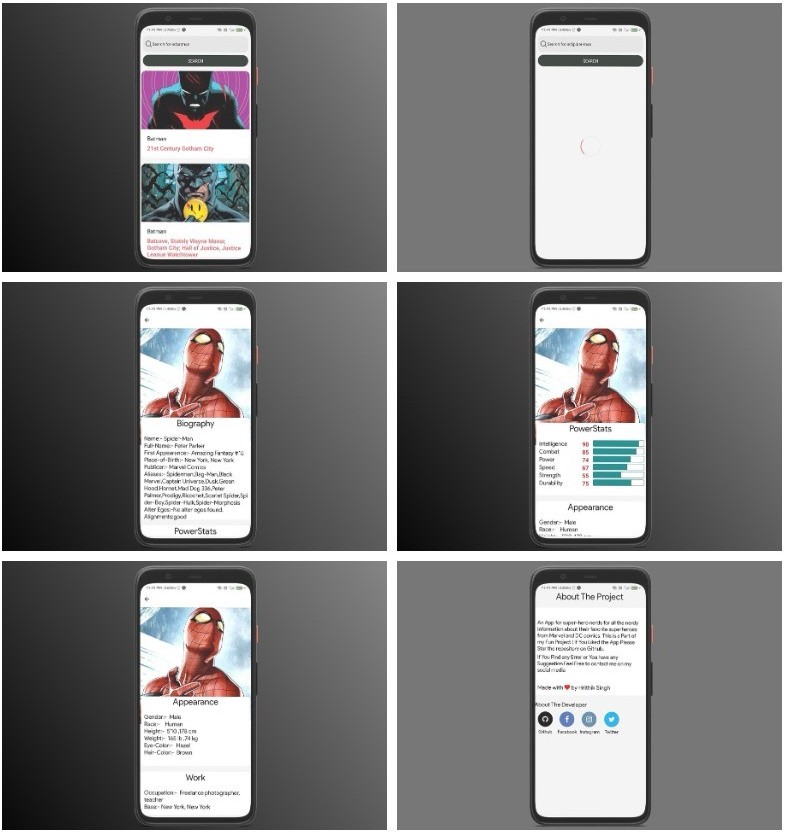 SEARCH
Batman
21st Century Gotham City
Batman
Batcave, Stately Wayne Manor,
Gotham City; Hall of Justice, Justice
League Watchtower
SEARCH
Biography
Name:- Spider-Man
Full-Name:- Peter Parker
First Appearance:- Amazing Fantasy #15
Place-of-Birth:- New York, New York
Publicer:- Marvel Comics
Aliases:- Spiderman,Bag-Man,Black
Marvel,Captain Universe,Dusk,Green
Hood,Hornet,Mad Dog 336,Peter
Palmer,Prodigy,Ricochet,Scarlet Spider,Spi
der-Boy,Spider-Hulk,Spider-Morphosis
Alter Egos:-No alter egos found.
Alignments:good
PowerStats
PowerStats
Intelligence 90
Combat 85
Power 74
Speed 67
Strength 55
Durability 75
Appearance
Gender:- Male
Race:- Human
Appearance
Gender:- Male
Race:- Human
Height:- 5'10,178 cm
Weight:- 165 lb,74 kg
Eye-Color:- Hazel
Hair-Color:- Brown
Work
Occupation:- Freelance photographer,
teacher
Base:- New York, New York
About The Project
An App for super-hero nerds for all the nerdy
information about their favorite superheroes
from Marvel and DC comics. This is a Part of
my Fun Project ! If You Liked the App Please
Star the repository on Github.
If You Find any Error or You have any
Suggestion feel free to contact me on my
social media
Made with ❤ by Hrithik Singh
About The Developer
Github Facebook Instagram Twitter